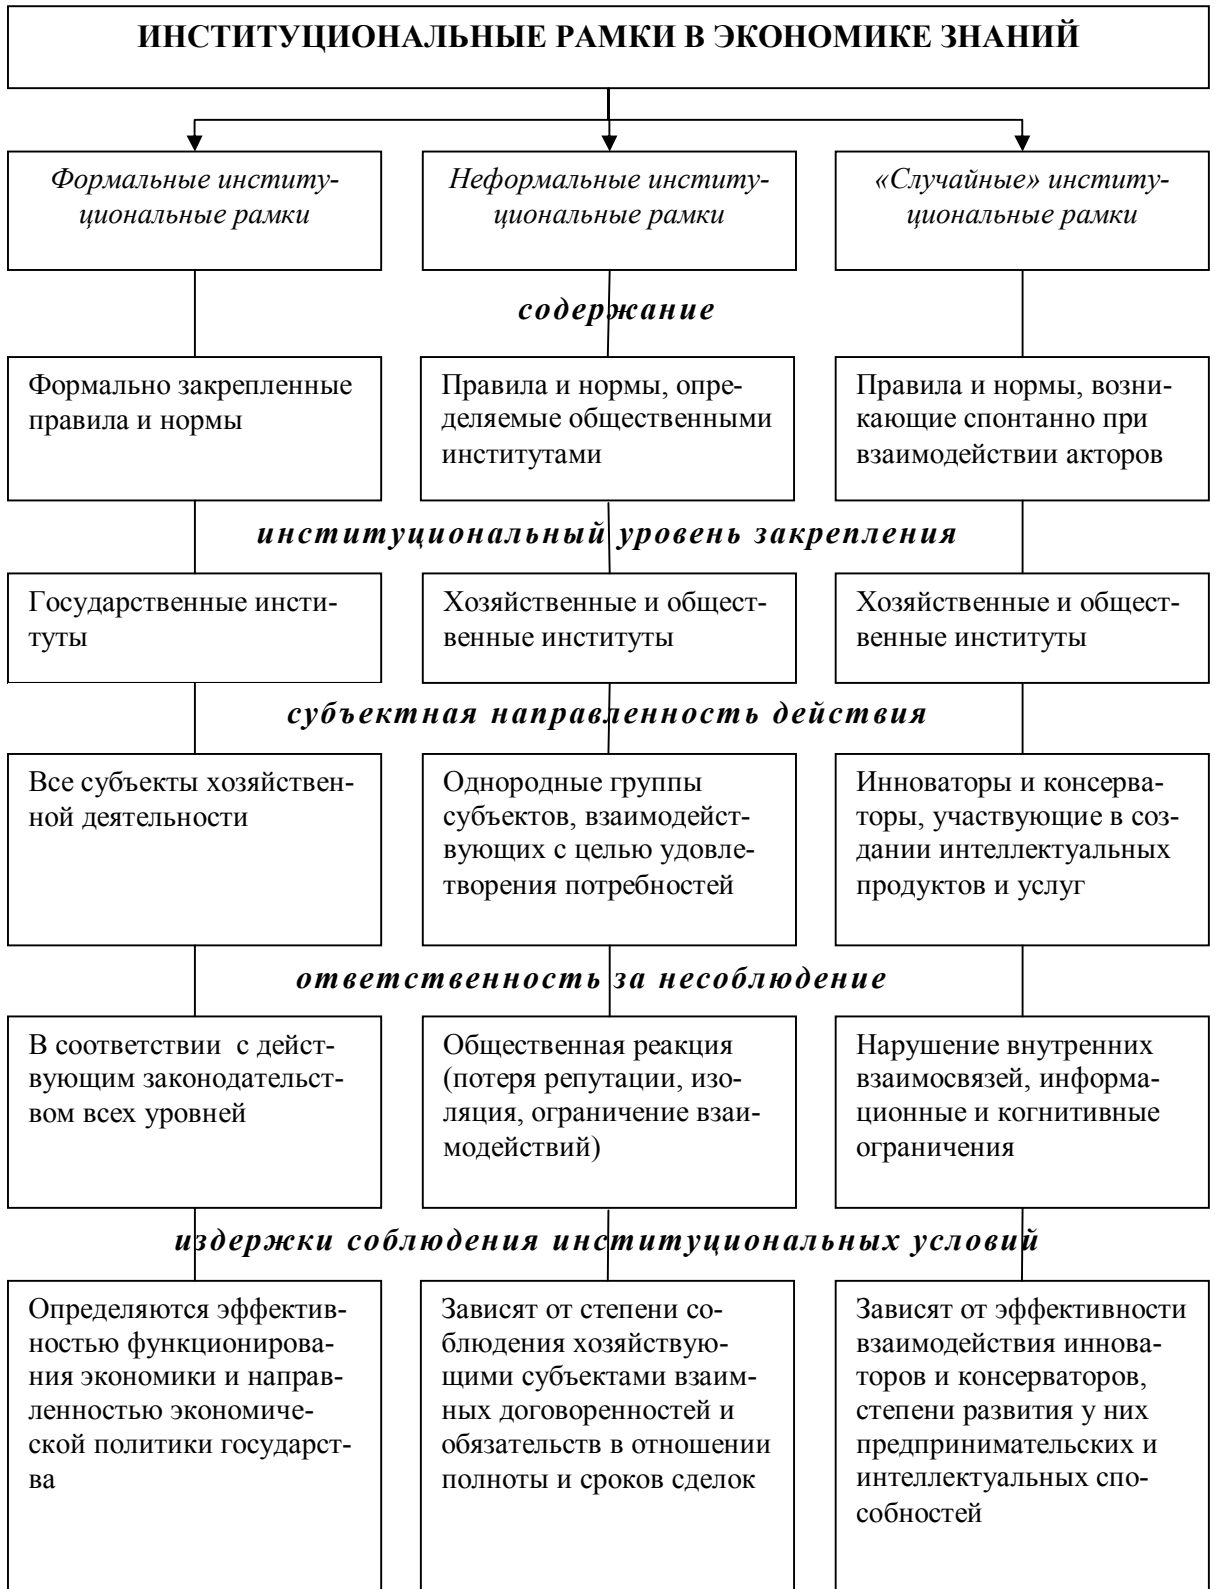 ИНСТИТУЦИОНАЛЬНЫЕ РАМКИ В ЭКОНОМИКЕ ЗНАНИЙ
Формальные институ-
циональные рамки
Неформальные институ-
циональные рамки
«Случайные» институ-
циональные рамки
содержание
Формально закрепленные
правила и нормы
Правила и нормы, опре-
деляемые общественными
институтами
Правила и нормы, возни-
кающие спонтанно при
взаимодействии акторов
институциональный уровень закрепления
Государственные инсти-
туты
Хозяйственные и общест-
венные институты
Хозяйственные и общест-
венные институты
субъектная направленность действия
Все субъекты хозяйствен-
ной деятельности
Однородные группы
субъектов, взаимодейст-
вующих с целью удовле-
творения потребностей
Инноваторы и консерва-
торы, участвующие в соз-
дании интеллектуальных
продуктов и услуг
ответственность за несоблюдение
В соответствии  с дейст-
вующим законодательст-
вом всех уровней
Общественная реакция
(потеря репутации, изо-
ляция, ограничение взаи-
модействий)
Нарушение внутренних
взаимосвязей, информа-
ционные и когнитивные
ограничения
издержки соблюдения институциональных условий
Определяются эффектив-
ностью функционирова-
ния экономики и направ-
ленностью экономиче-
ской политики государст-
ва
Зависят от степени со-
блюдения хозяйствую-
щими субъектами взаим-
ных договоренностей и
обязательств в отношении
полноты и сроков сделок
Зависят от эффективности
взаимодействия иннова-
торов и консерваторов,
степени развития у них
предпринимательских и
интеллектуальных спо-
собностей